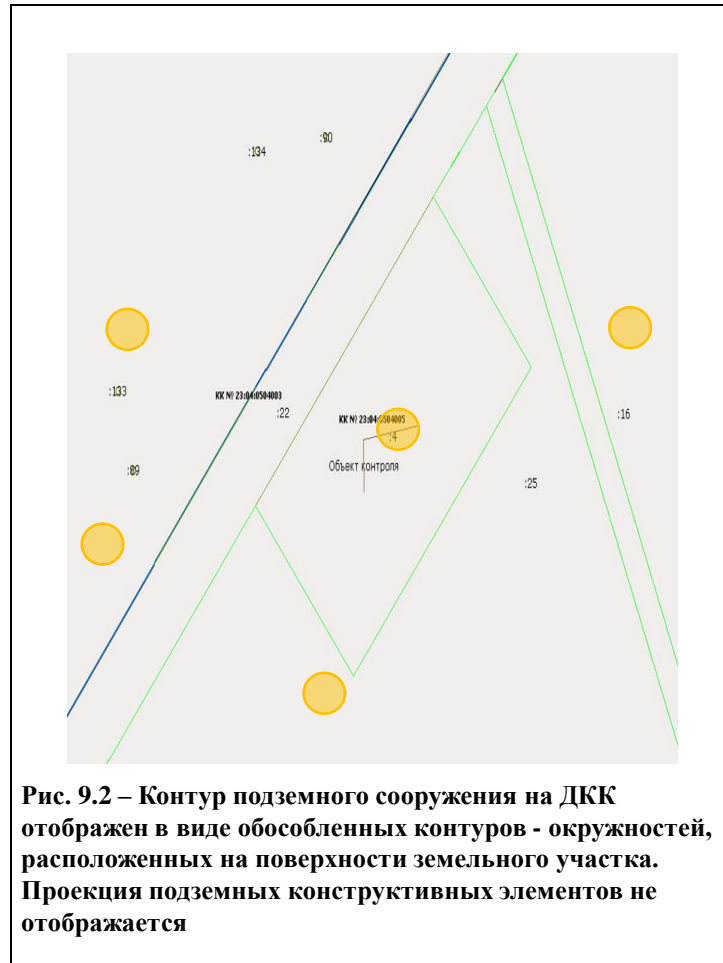 :134
:90
:133
КК № 23:04:0504003
:22
КК № 23:04:0504005
:4
:16
Объект контроля
:89
:25
Рис. 9.2 – Контур подземного сооружения на ДКК
отображен в виде обособленных контуров - окружностей,
расположенных на поверхности земельного участка.
Проекция подземных конструктивных элементов не
отображается